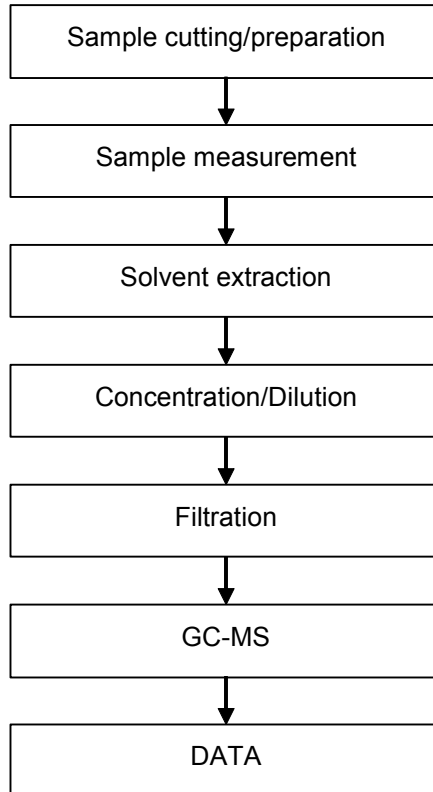 Sample cutting/preparation
Sample measurement
Solvent extraction
Concentration/Dilution
Filtration
GC-MS
DATA